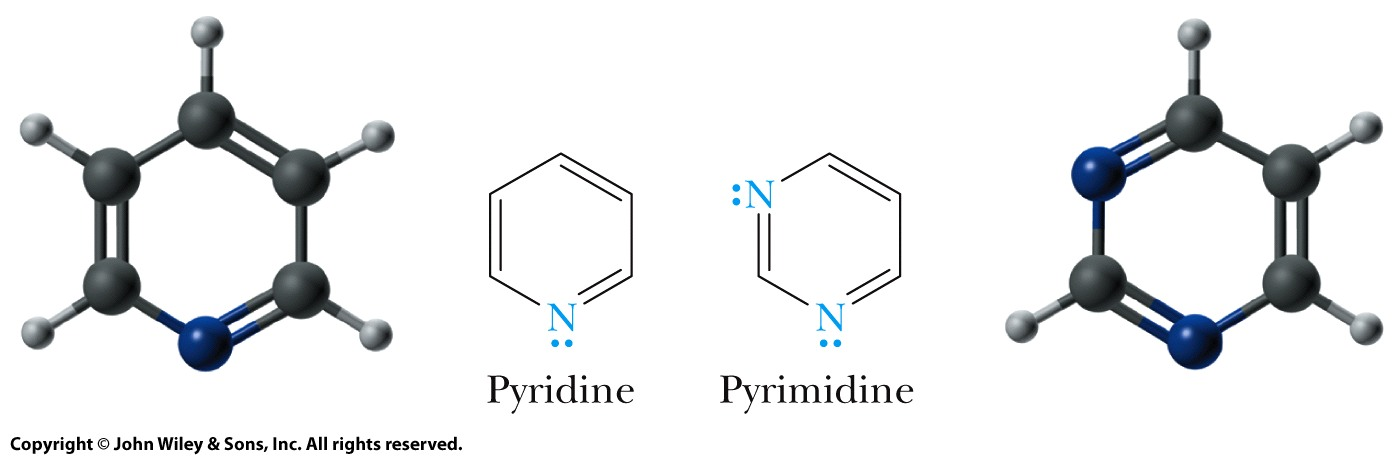 :N
N
N
Pyridine
Pyrimidine
Copyright © John Wiley & Sons, Inc. All rights reserved.